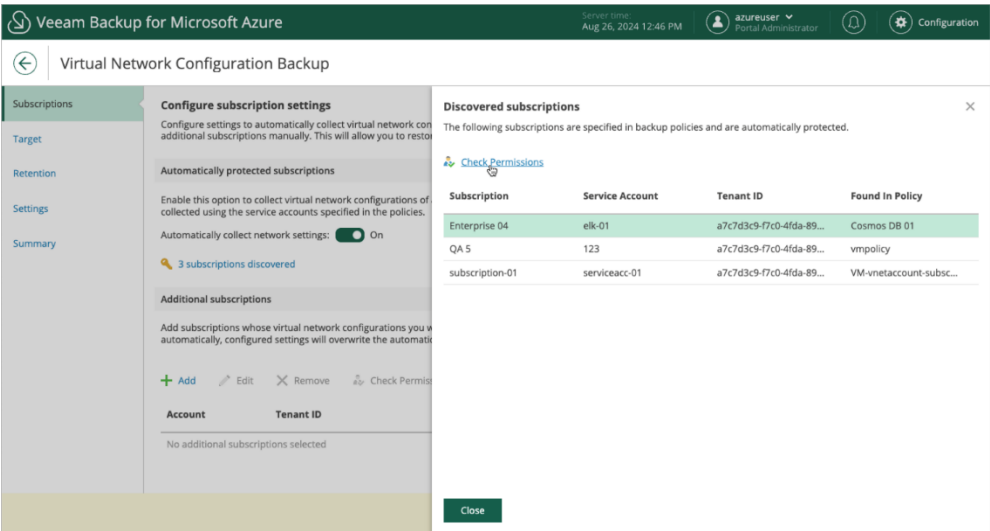 Veeam Backup for Microsoft Azure
Server time:
Aug 26, 2024 12:46 PM
azureuser
Portal Administrator
Configuration
Virtual Network Configuration Backup
Subscriptions
Target
Retention
Settings
Summary
Configure subscription settings
Configure settings to automatically collect virtual network con
additional subscriptions manually. This will allow you to restor
Automatically protected subscriptions
Enable this option to collect virtual network configurations of
collected using the service accounts specified in the policies.
Automatically collect network settings: On
3 subscriptions discovered
Additional subscriptions
Add subscriptions whose virtual network configurations you w
automatically, configured settings will overwrite the automatic
Add Edit Remove Check Permiss
Account Tenant ID
No additional subscriptions selected
Discovered subscriptions
The following subscriptions are specified in backup policies and are automatically protected.
Check Permissions
Subscription Service Account Tenant ID Found In Policy
Enterprise 04 elk-01 a7c7d3c9-f7c0-4fda-89... Cosmos DB 01
QA 5 123 a7c7d3c9-f7c0-4fda-89... vmpolicy
subscription-01 serviceacc-01 a7c7d3c9-f7c0-4fda-89... VM-vnetaccount-subsc...
Close